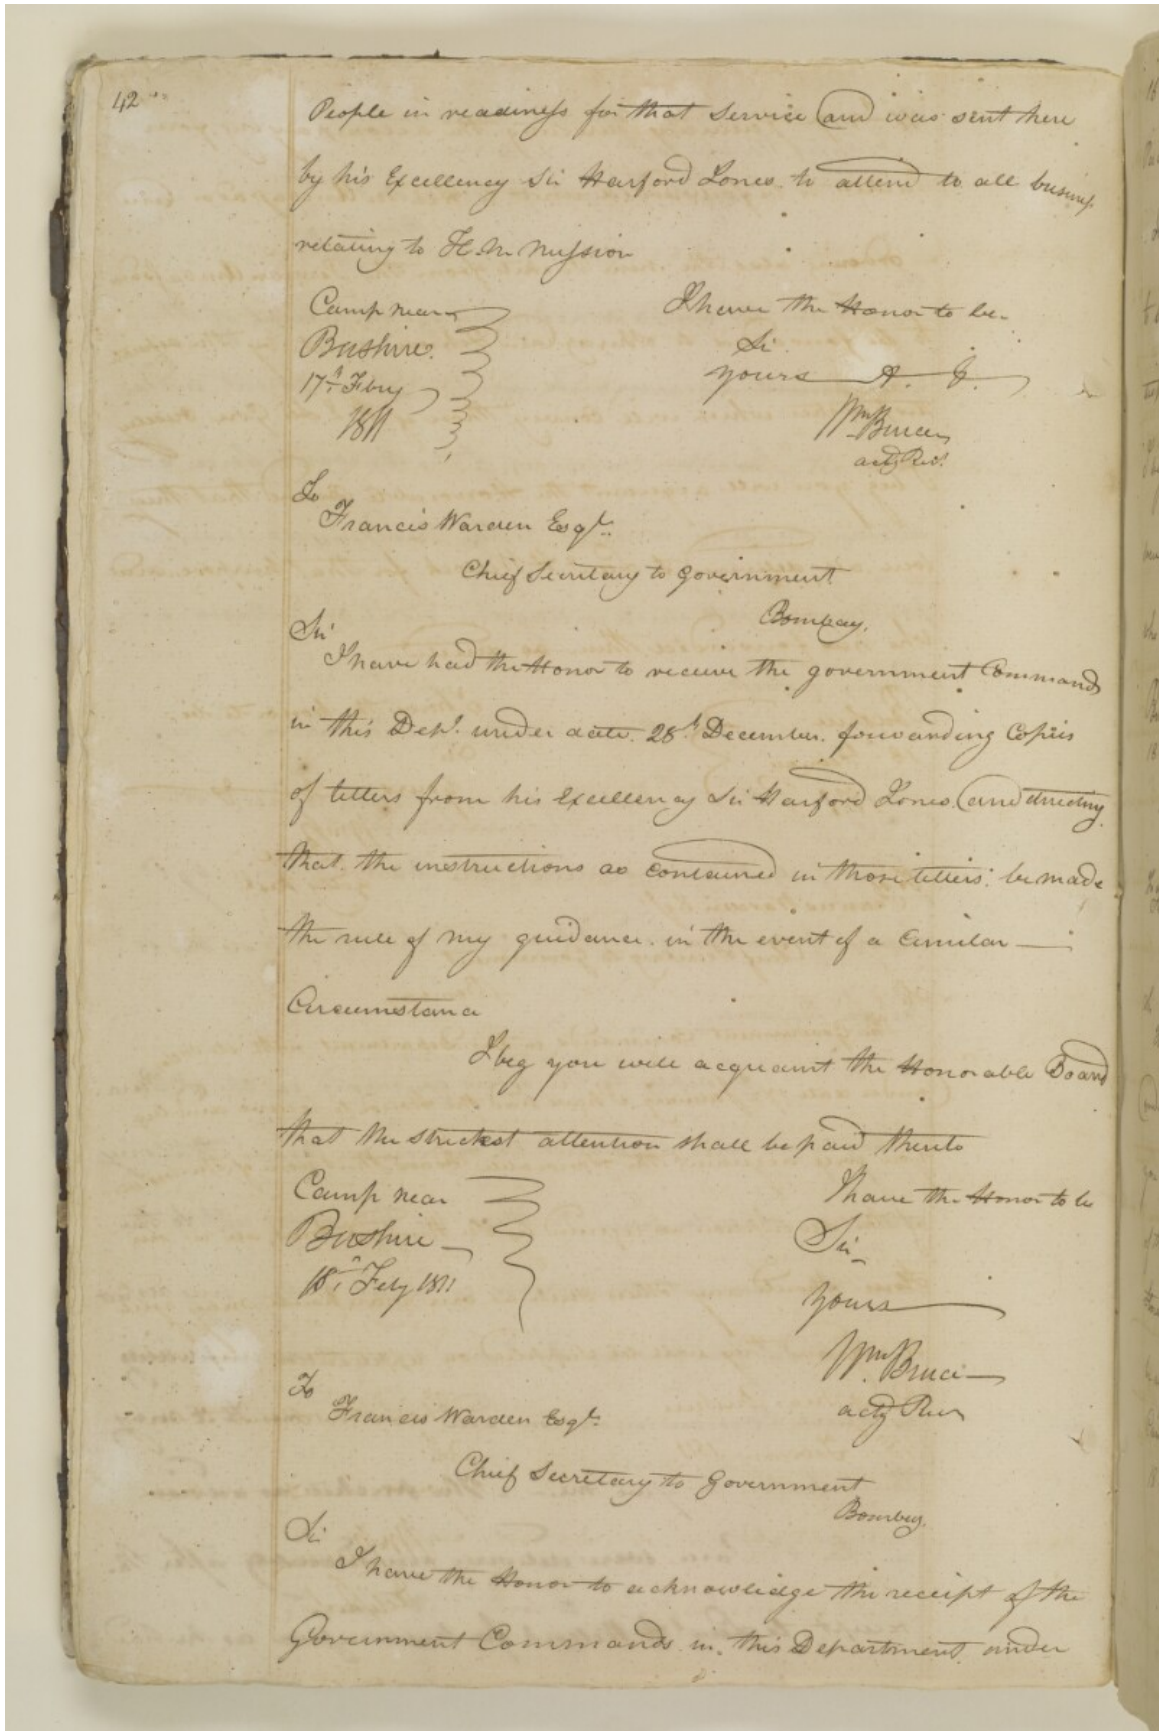 42
People in readiness for that Service and was sent here
by his Excellency Sir Harford Jones to attend to all business
relating to H. M. Mission
Camp near
I have the Honor to be
Bushire
Sir
17th. Feby
yours
1811
Wm Bruce
actg Rest.
To
Francis Warden Esqr.
Chief Secretary to Government
Bombay.
Sir
I have had the Honor to receive the government Commands
in this Dept. under date 28th December forwarding Copies
of letters from his Excellency Sir Harford Jones and directing
that the instructions as contained in those letters be made
the rule of my guidance in the event of a Similar
Circumstance
I beg you will acquaint the Honorable Board
that the strictest attention shall be paid thereto
Camp near
I have the Honor to be
Bushire
Sir
18th. Feby 1811
yours
Wm. Bruce
actg Rest
To
Francis Warden Esqr.
Chief Secretary to Government
Bombay.
Sir
I have the Honor to acknowledge the receipt of the
Government Commands in this Department under